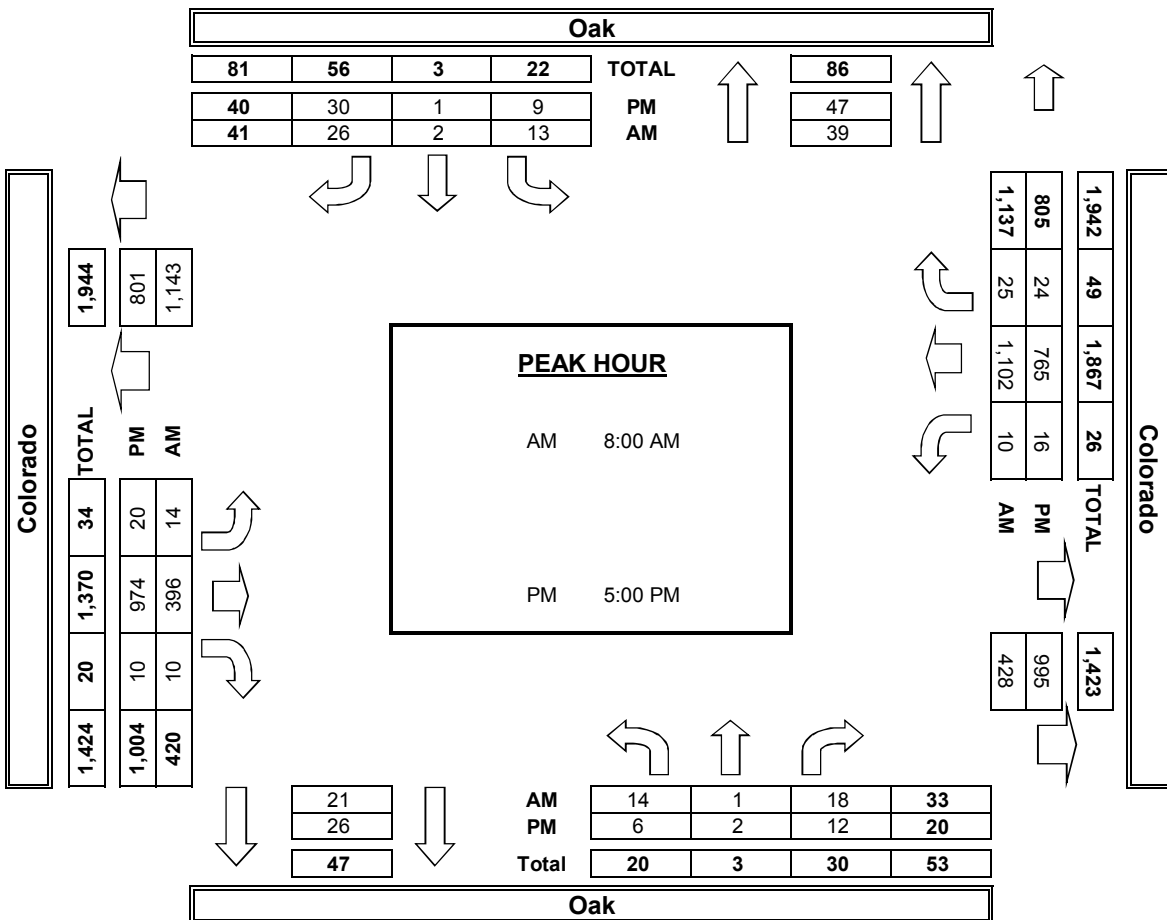 Oak
81 56 3 22 TOTAL 86
40 30 1 9 PM 47
41 26 2 13 AM 39
Colorado
1,944
801
1,143
TOTAL PM AM
34 20 14
1,370 974 396
20 10 10
1,424 1,004 420
PEAK HOUR
AM 8:00 AM
PM 5:00 PM
1,137 805 1,942
25 24 49
1,102 765 1,867
10 16 26
AM PM TOTAL
428 995 1,423
Colorado
21 AM 14 1 18 33
26 PM 6 2 12 20
47 Total 20 3 30 53
Oak